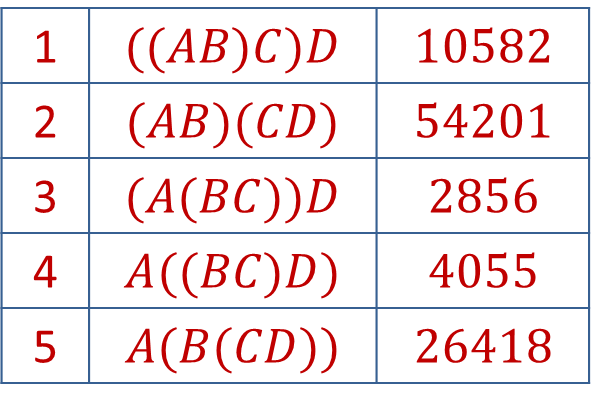 1 ((AB)C)D 10582
2 (AB)(CD) 54201
3 (A(BC))D 2856
4 A((BC)D) 4055
5 A(B(CD)) 26418